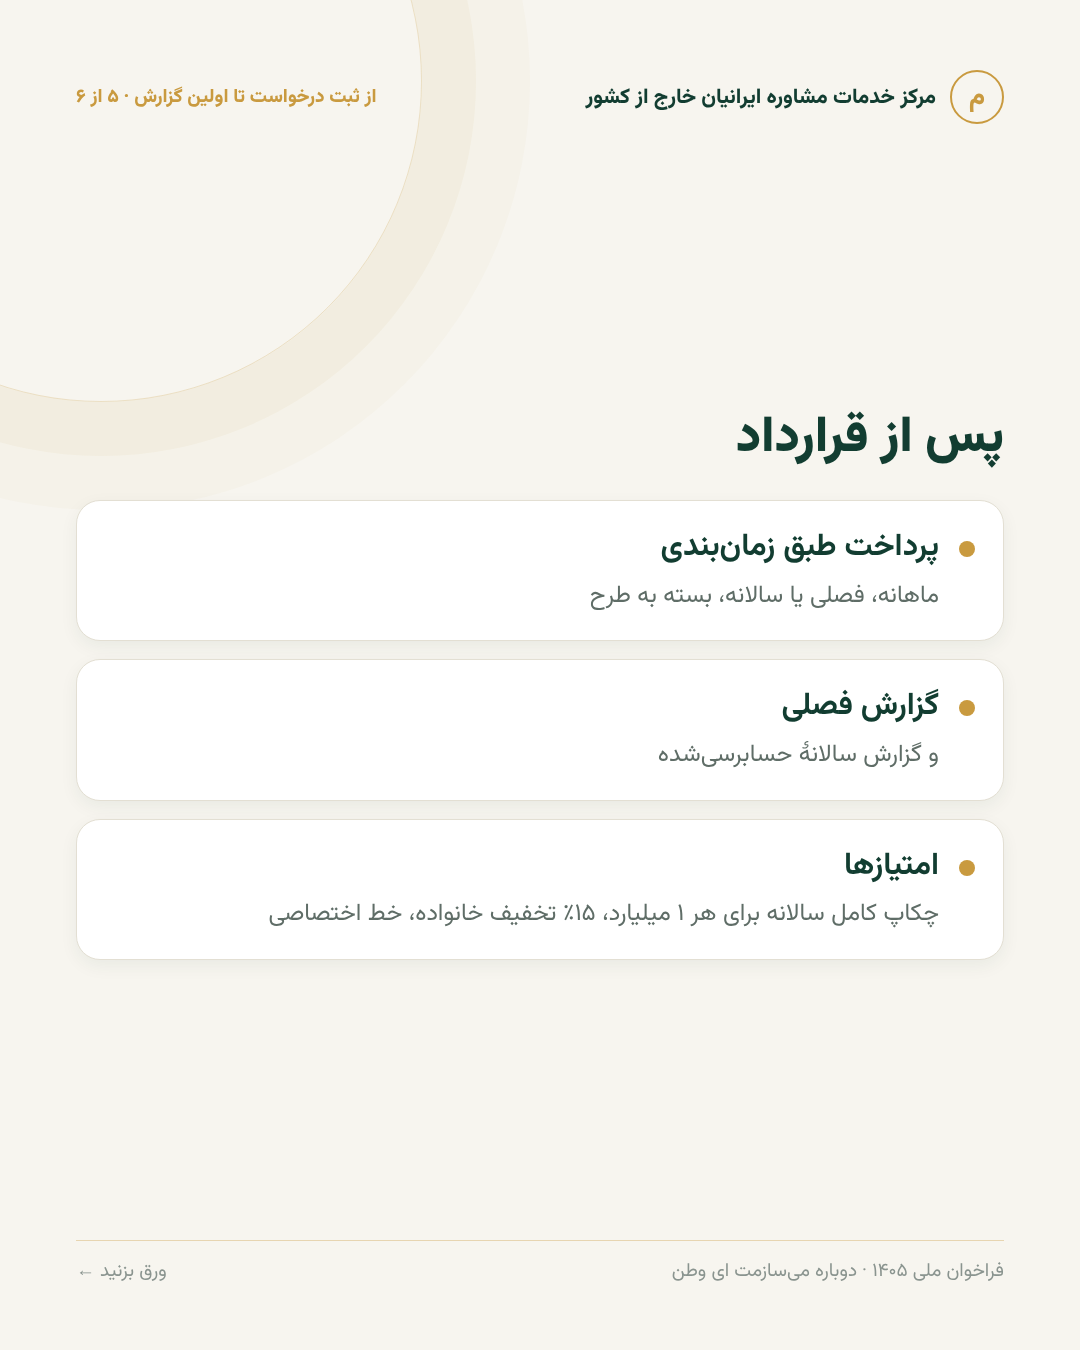 م
مرکز خدمات مشاوره ایرانیان خارج از کشور
از ثبت درخواست تا اولین گزارش · ۵ از ۶
پس از قرارداد
پرداخت طبق زمان‌بندی
ماهانه، فصلی یا سالانه، بسته به طرح
گزارش فصلی
و گزارش سالانهٔ حسابرسی‌شده
امتیازها
چکاپ کامل سالانه برای هر ۱ میلیارد، ۱۵٪ تخفیف خانواده، خط اختصاصی
فراخوان ملی ۱۴۰۵ · دوباره می‌سازمت ای وطن
ورق بزنید ←